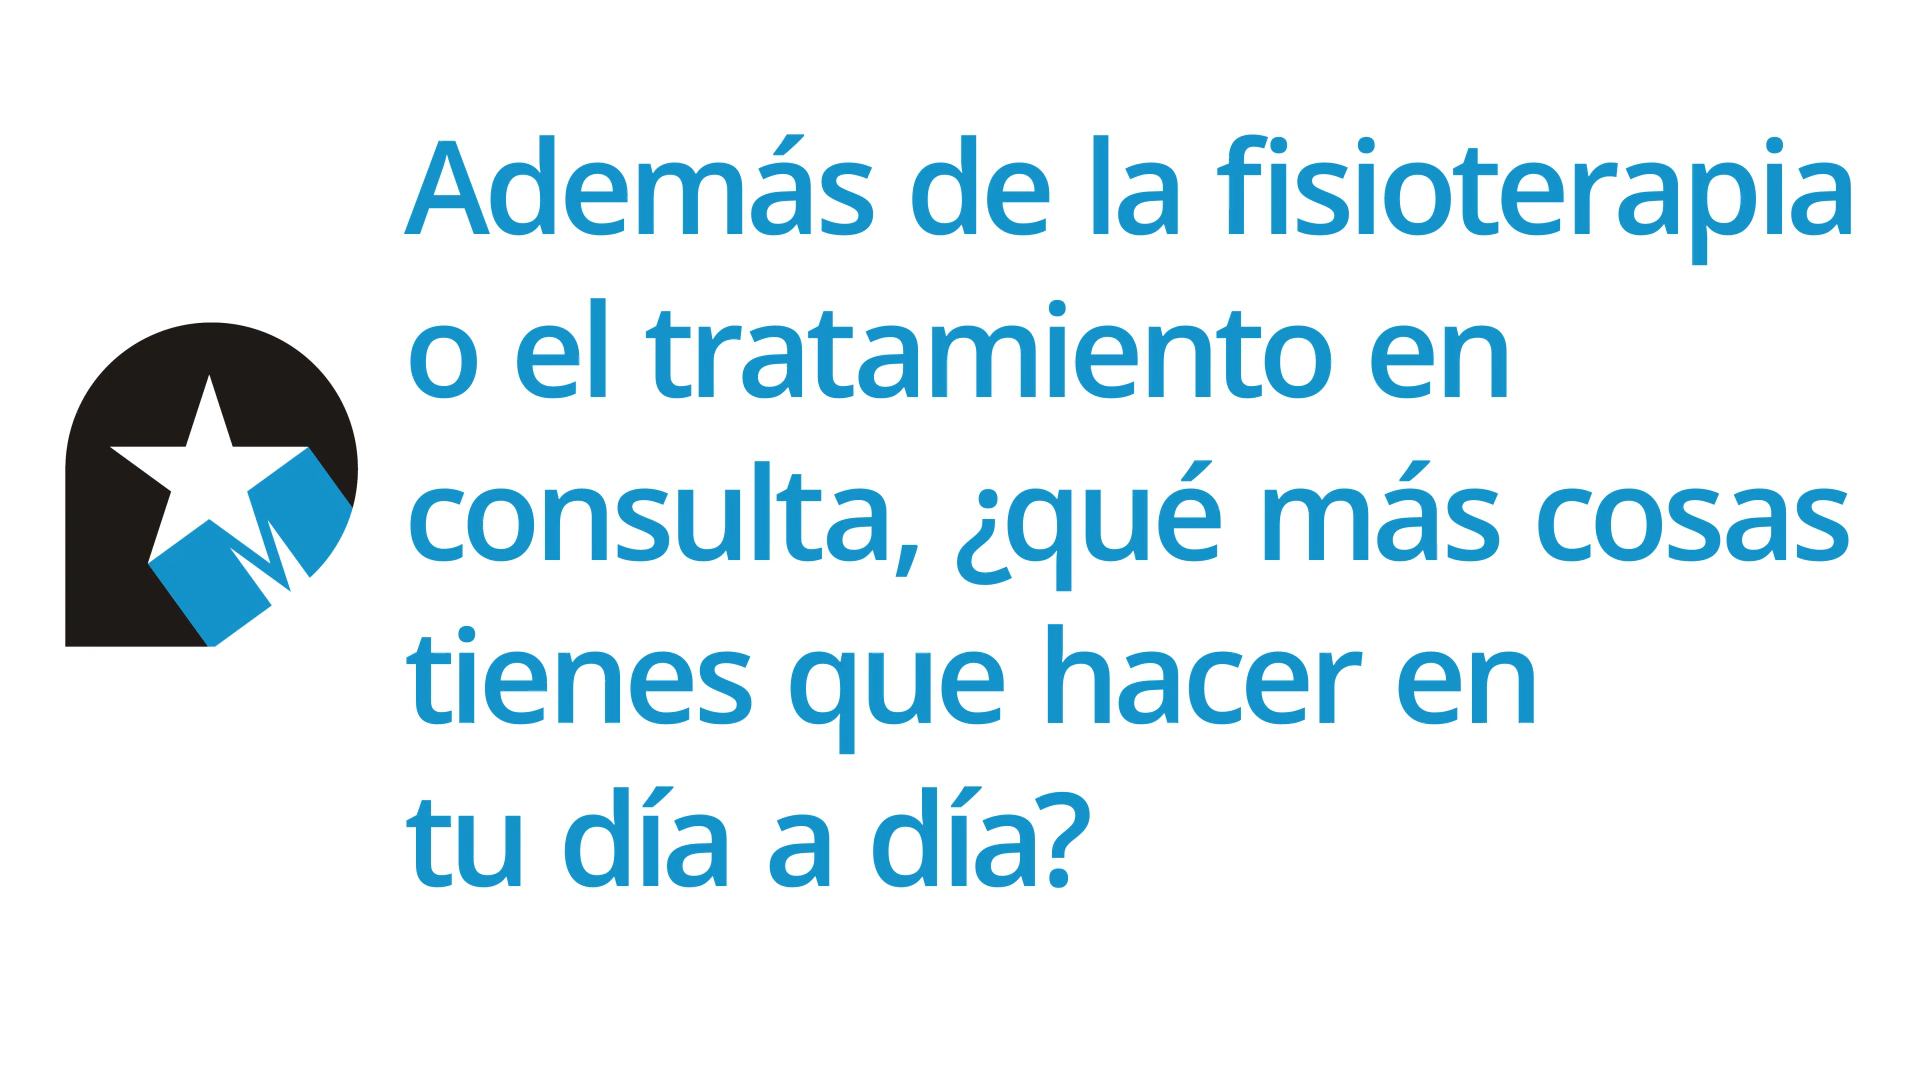 Además de la fisioterapia
o el tratamiento en
consulta, ¿qué más cosas
tienes que hacer en
tu día a día?